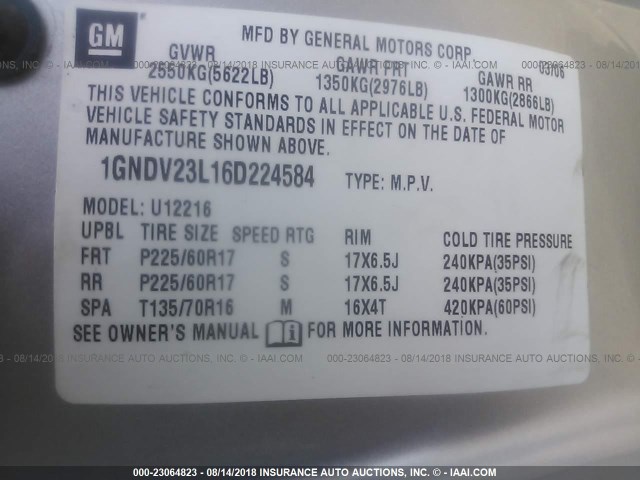 GM
MFD BY GENERAL MOTORS CORP
03/06
GVWR GAWR FRT GAWR RR
2550KG(5622LB) 1350KG(2976LB) 1300KG(2866LB)
THIS VEHICLE CONFORMS TO ALL APPLICABLE U.S. FEDERAL MOTOR
VEHICLE SAFETY STANDARDS IN EFFECT ON THE DATE OF
MANUFACTURE SHOWN ABOVE.
1GNDV23L16D224584 TYPE: M.P.V.
MODEL: U12216
UPBL TIRE SIZE SPEED RTG RIM COLD TIRE PRESSURE
FRT P225/60R17 S 17X6.5J 240KPA(35PSI)
RR P225/60R17 S 17X6.5J 240KPA(35PSI)
SPA T135/70R16 M 16X4T 420KPA(60PSI)
SEE OWNER'S MANUAL FOR MORE INFORMATION.
000-23064823 - 08/14/2018 INSURANCE AUTO AUCTIONS INC. - © IAAI.COM